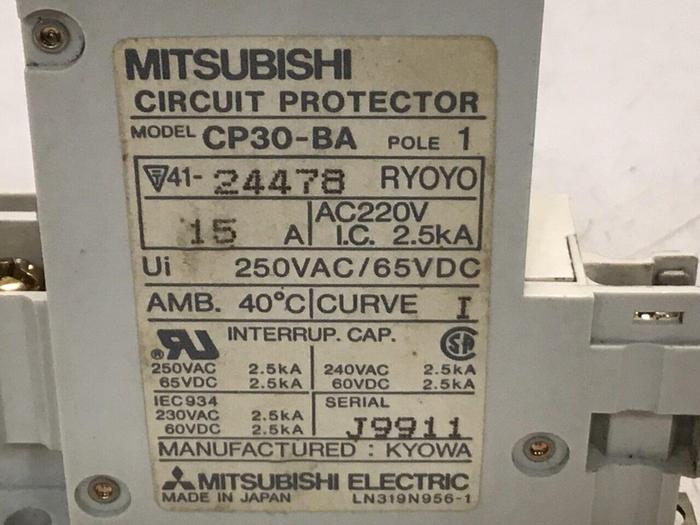 MITSUBISHI
CIRCUIT PROTECTOR
MODEL CP30-BA POLE 1
T 41-24478 RYOYO
15 A AC220V
I.C. 2.5kA
Ui 250VAC/65VDC
AMB. 40°C CURVE I
INTERRUP. CAP.
250VAC 2.5kA 240VAC 2.5kA
65VDC 2.5kA 60VDC 2.5kA
IEC934 SERIAL
230VAC 2.5kA J9911
60VDC 2.5kA
MANUFACTURED : KYOWA
MITSUBISHI ELECTRIC
MADE IN JAPAN LN319N956-1